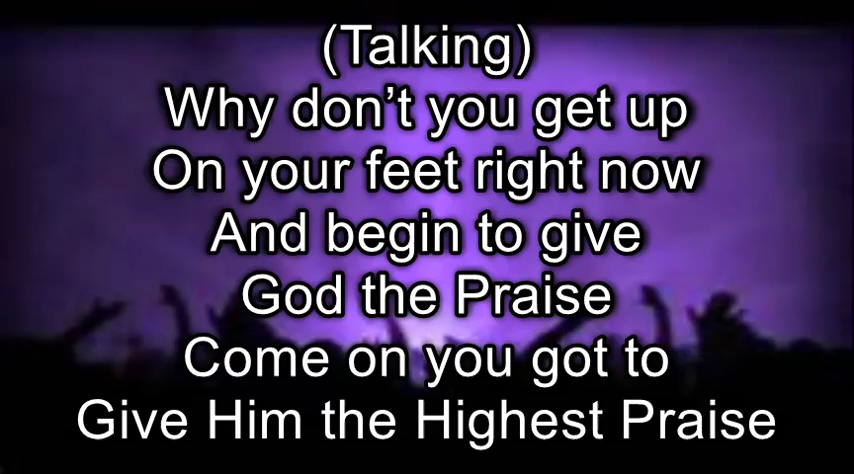 (Talking)
Why don’t you get up
On your feet right now
And begin to give
God the Praise
Come on you got to
Give Him the Highest Praise